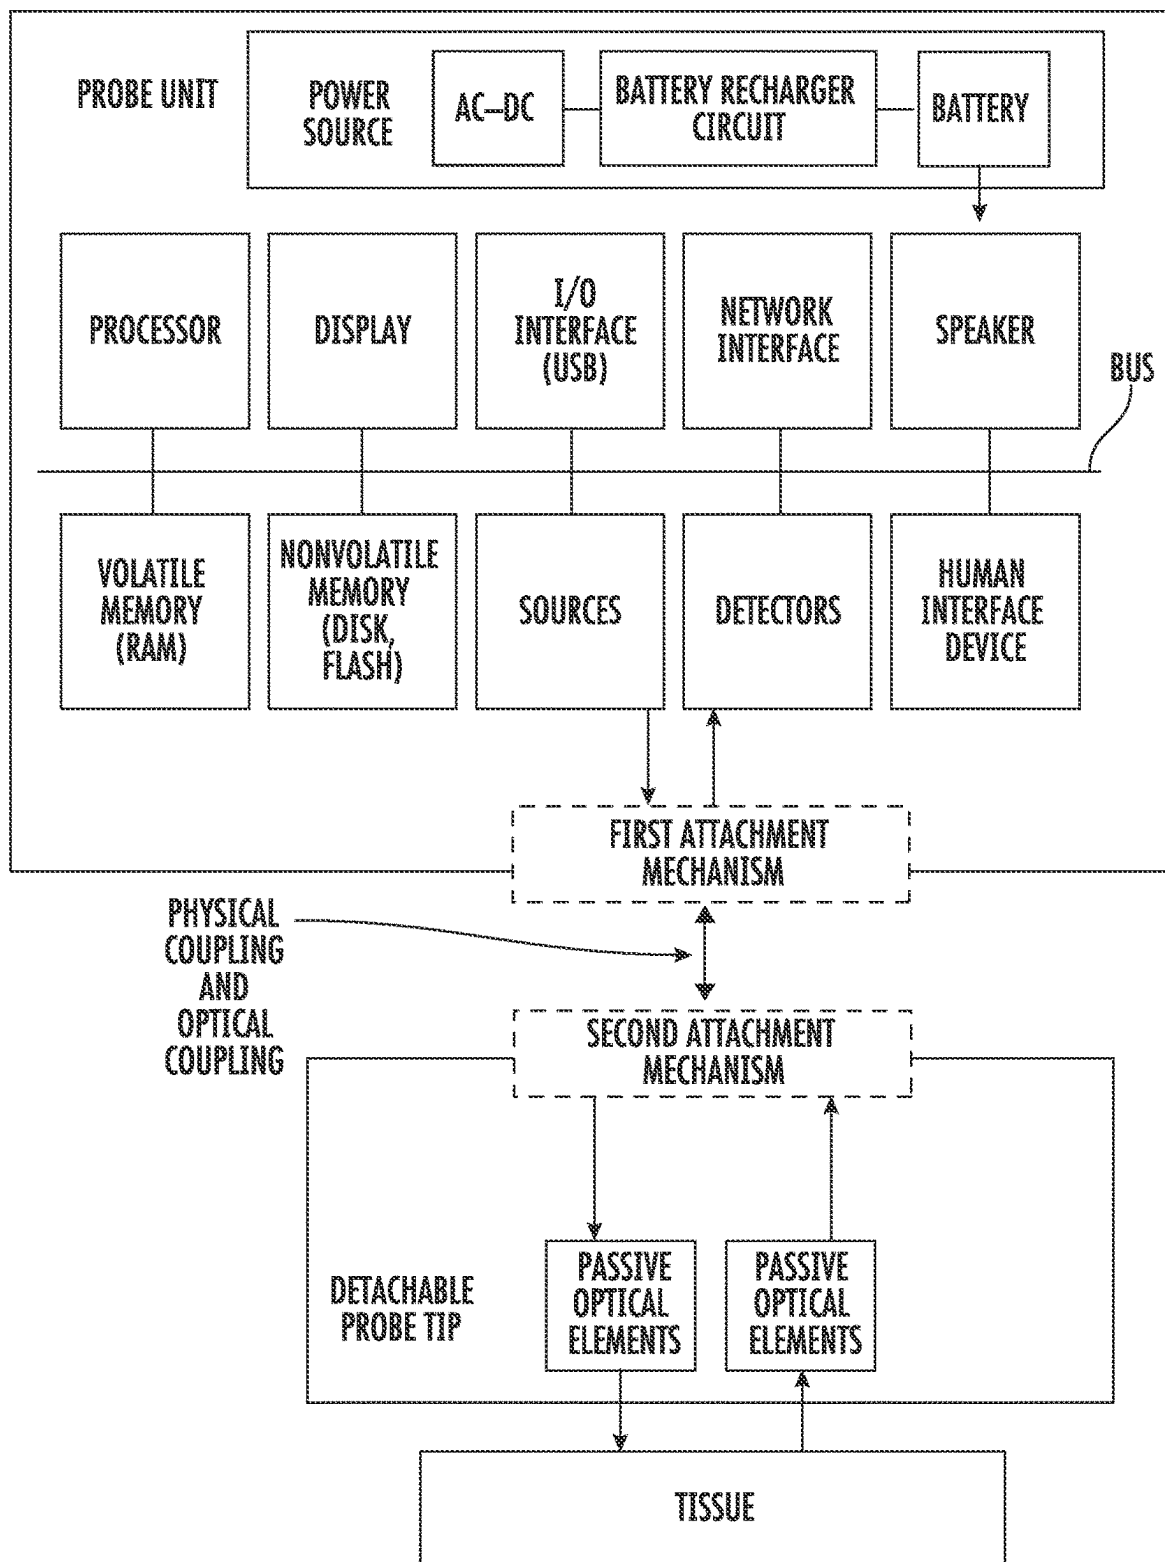 PROBE UNIT
POWER
SOURCE
AC–DC
BATTERY RECHARGER
CIRCUIT
BATTERY
PROCESSOR
DISPLAY
I/O
INTERFACE
(USB)
NETWORK
INTERFACE
SPEAKER
BUS
VOLATILE
MEMORY
(RAM)
NONVOLATILE
MEMORY
(DISK,
FLASH)
SOURCES
DETECTORS
HUMAN
INTERFACE
DEVICE
FIRST ATTACHMENT
MECHANISM
PHYSICAL
COUPLING
AND
OPTICAL
COUPLING
SECOND ATTACHMENT
MECHANISM
DETACHABLE
PROBE TIP
PASSIVE
OPTICAL
ELEMENTS
PASSIVE
OPTICAL
ELEMENTS
TISSUE